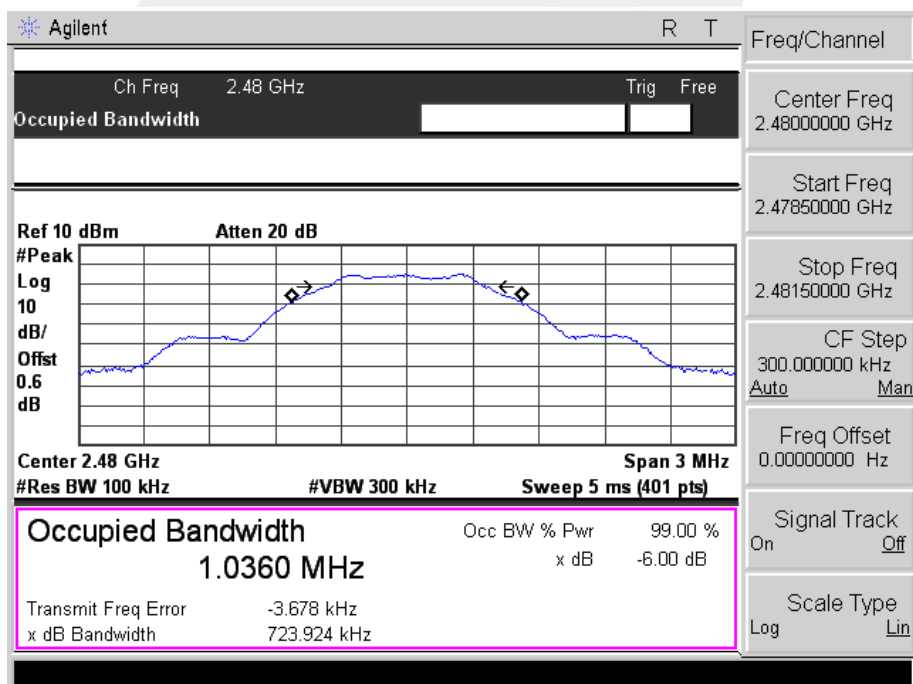 Agilent R T
Freq/Channel
Ch Freq 2.48 GHz Trig Free
Occupied Bandwidth
Center Freq
2.48000000 GHz
Start Freq
2.47850000 GHz
Stop Freq
2.48150000 GHz
CF Step
300.000000 kHz
Auto Man
Freq Offset
0.00000000 Hz
Signal Track
On Off
Scale Type
Log Lin
Ref 10 dBm Atten 20 dB
#Peak
Log
10
dB/
Offst
0.6
dB
Center 2.48 GHz Span 3 MHz
#Res BW 100 kHz #VBW 300 kHz Sweep 5 ms (401 pts)
Occupied Bandwidth Occ BW % Pwr 99.00 %
1.0360 MHz x dB -6.00 dB
Transmit Freq Error -3.678 kHz
x dB Bandwidth 723.924 kHz